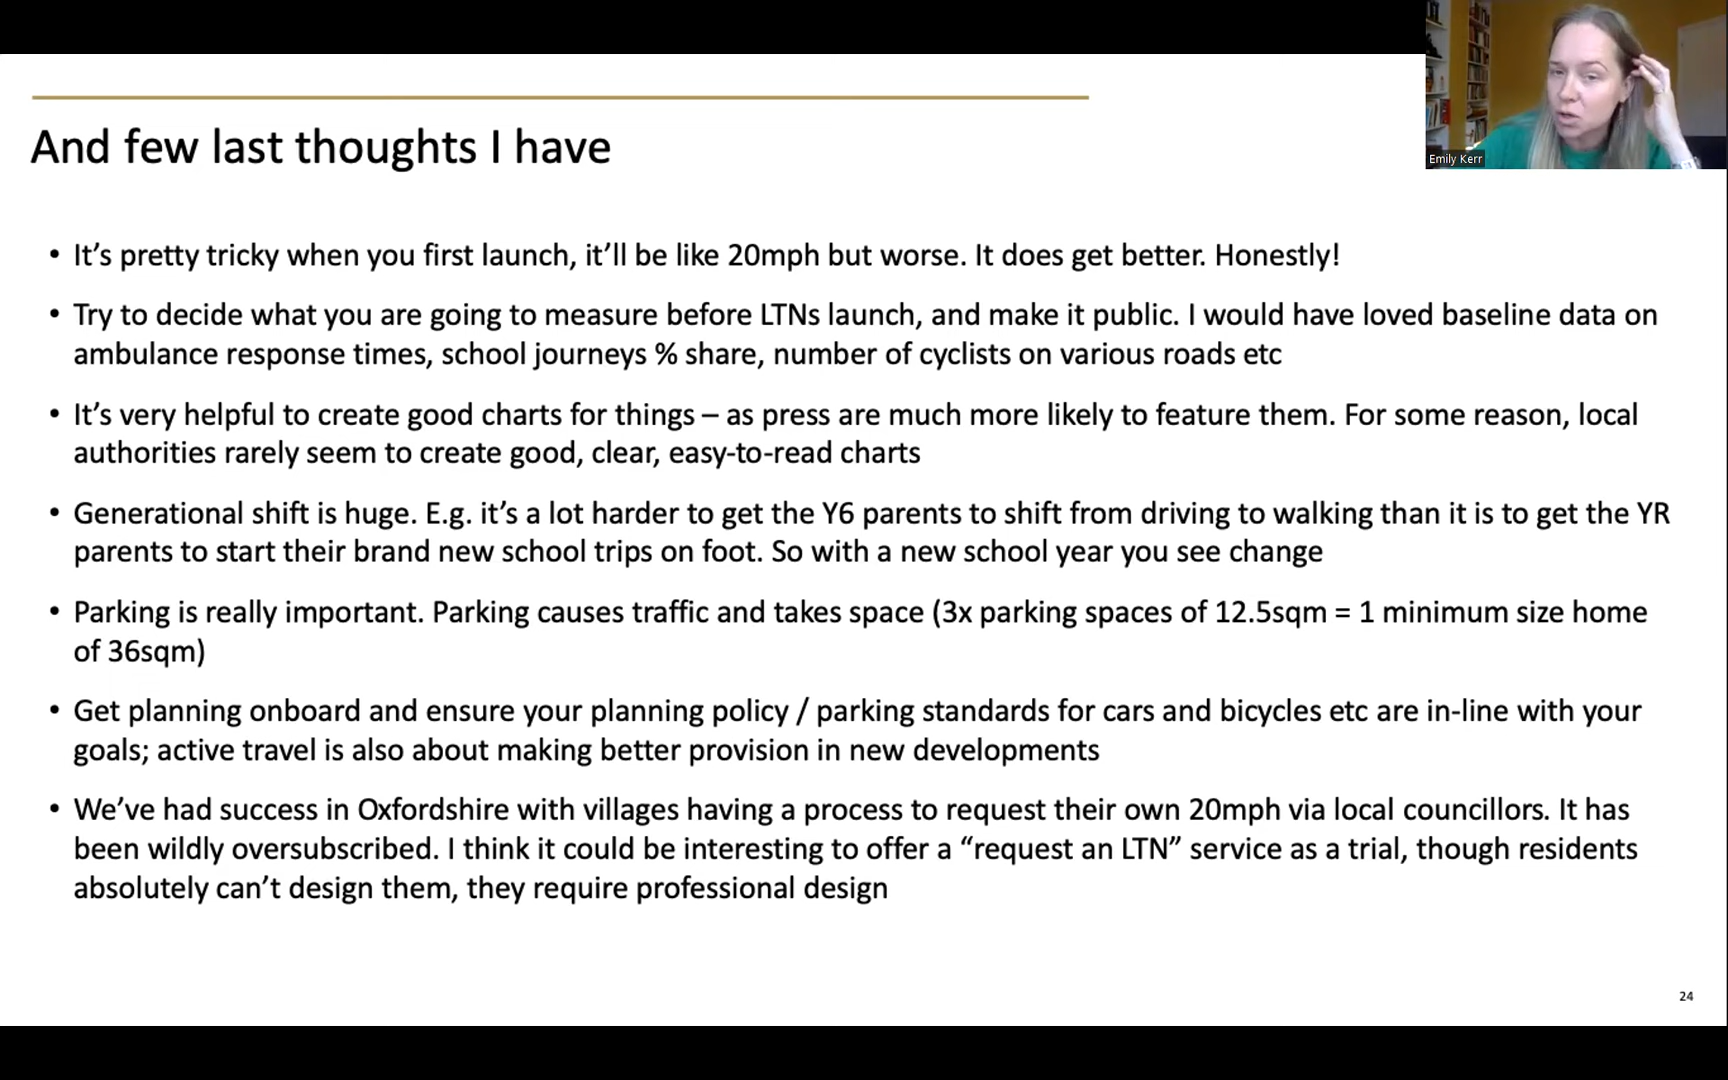 Emily Kerr
And few last thoughts I have
• It’s pretty tricky when you first launch, it’ll be like 20mph but worse. It does get better. Honestly!
• Try to decide what you are going to measure before LTNs launch, and make it public. I would have loved baseline data on
ambulance response times, school journeys % share, number of cyclists on various roads etc
• It’s very helpful to create good charts for things – as press are much more likely to feature them. For some reason, local
authorities rarely seem to create good, clear, easy-to-read charts
• Generational shift is huge. E.g. it’s a lot harder to get the Y6 parents to shift from driving to walking than it is to get the YR
parents to start their brand new school trips on foot. So with a new school year you see change
• Parking is really important. Parking causes traffic and takes space (3x parking spaces of 12.5sqm = 1 minimum size home
of 36sqm)
• Get planning onboard and ensure your planning policy / parking standards for cars and bicycles etc are in-line with your
goals; active travel is also about making better provision in new developments
• We’ve had success in Oxfordshire with villages having a process to request their own 20mph via local councillors. It has
been wildly oversubscribed. I think it could be interesting to offer a “request an LTN” service as a trial, though residents
absolutely can’t design them, they require professional design
24